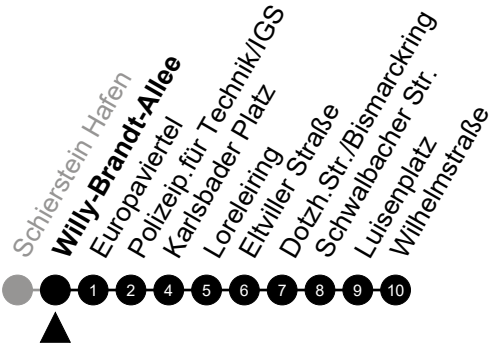 Schierstein Hafen
Willy-Brandt-Allee
Europaviertel
Polizeip.für Technik/IGS
Karlsbader Platz
Loreleiring
Eltviller Straße
Dotzh.Str./Bismarckring
Schwalbacher Str.
Luisenplatz
Wilhelmstraße
1 2 4 5 6 7 8 9 10